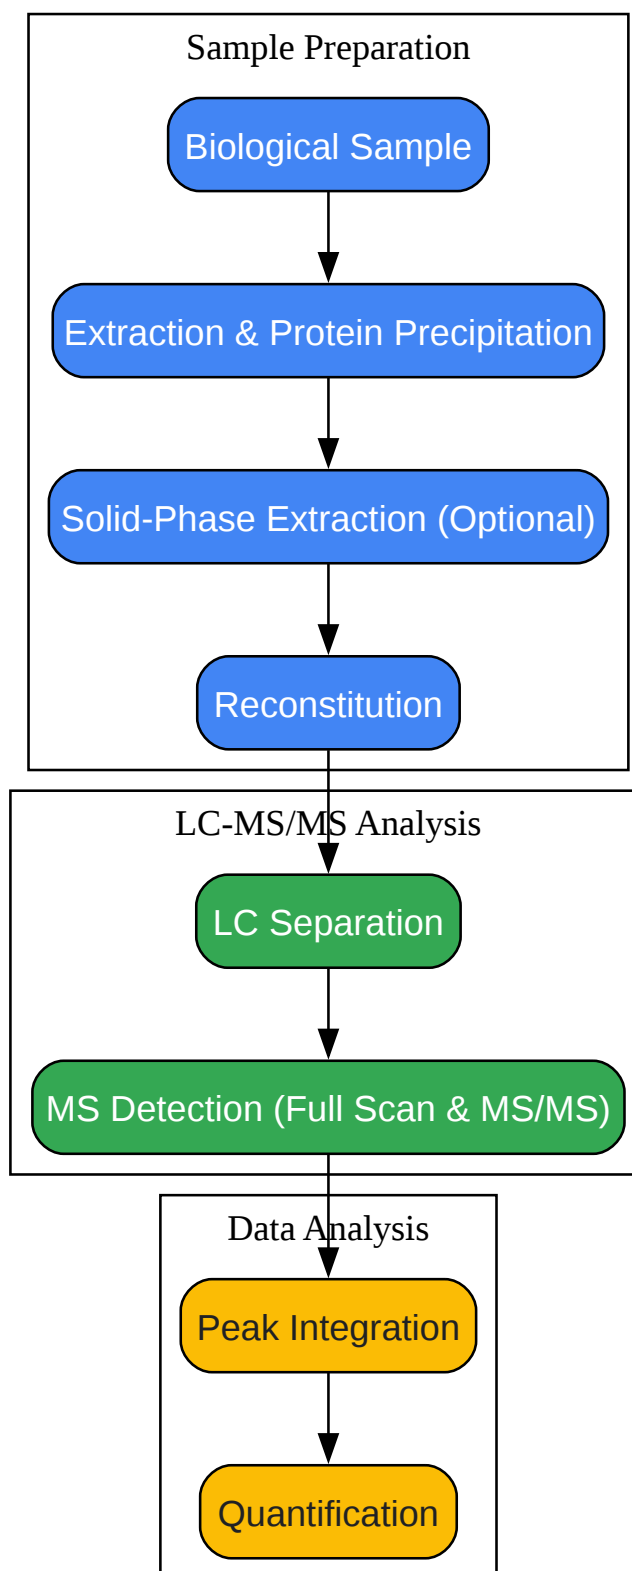 Sample Preparation
Biological Sample
Extraction & Protein Precipitation
Solid-Phase Extraction (Optional)
Reconstitution
LC-MS/MS Analysis
LC Separation
MS Detection (Full Scan & MS/MS)
Data Analysis
Peak Integration
Quantification